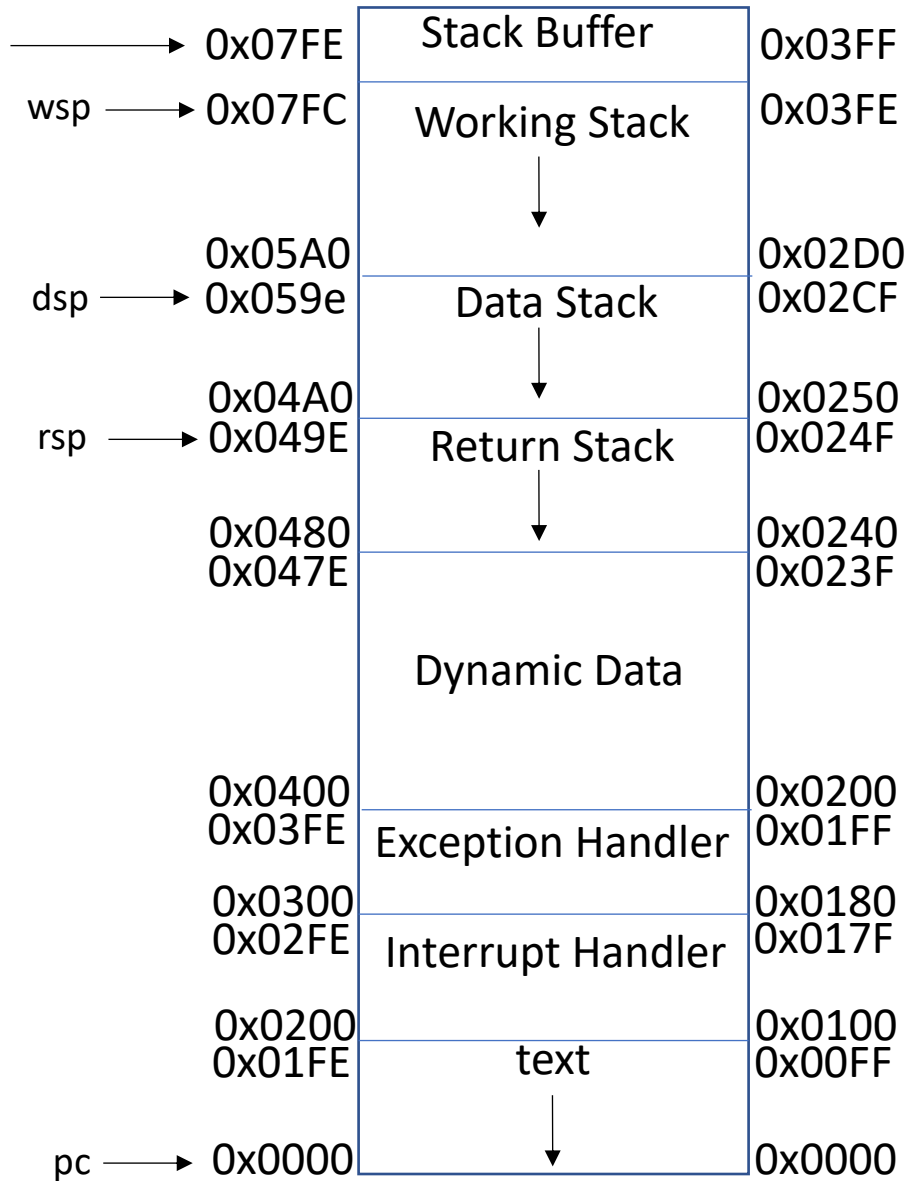 0x07FE Stack Buffer 0x03FF
wsp 0x07FC Working Stack 0x03FE
0x05A0 0x02D0
dsp 0x059e Data Stack 0x02CF
0x04A0 0x0250
rsp 0x049E Return Stack 0x024F
0x0480 0x0240
0x047E 0x023F
Dynamic Data
0x0400 0x0200
0x03FE Exception Handler 0x01FF
0x0300 0x0180
0x02FE Interrupt Handler 0x017F
0x0200 0x0100
0x01FE text 0x00FF
pc 0x0000 0x0000